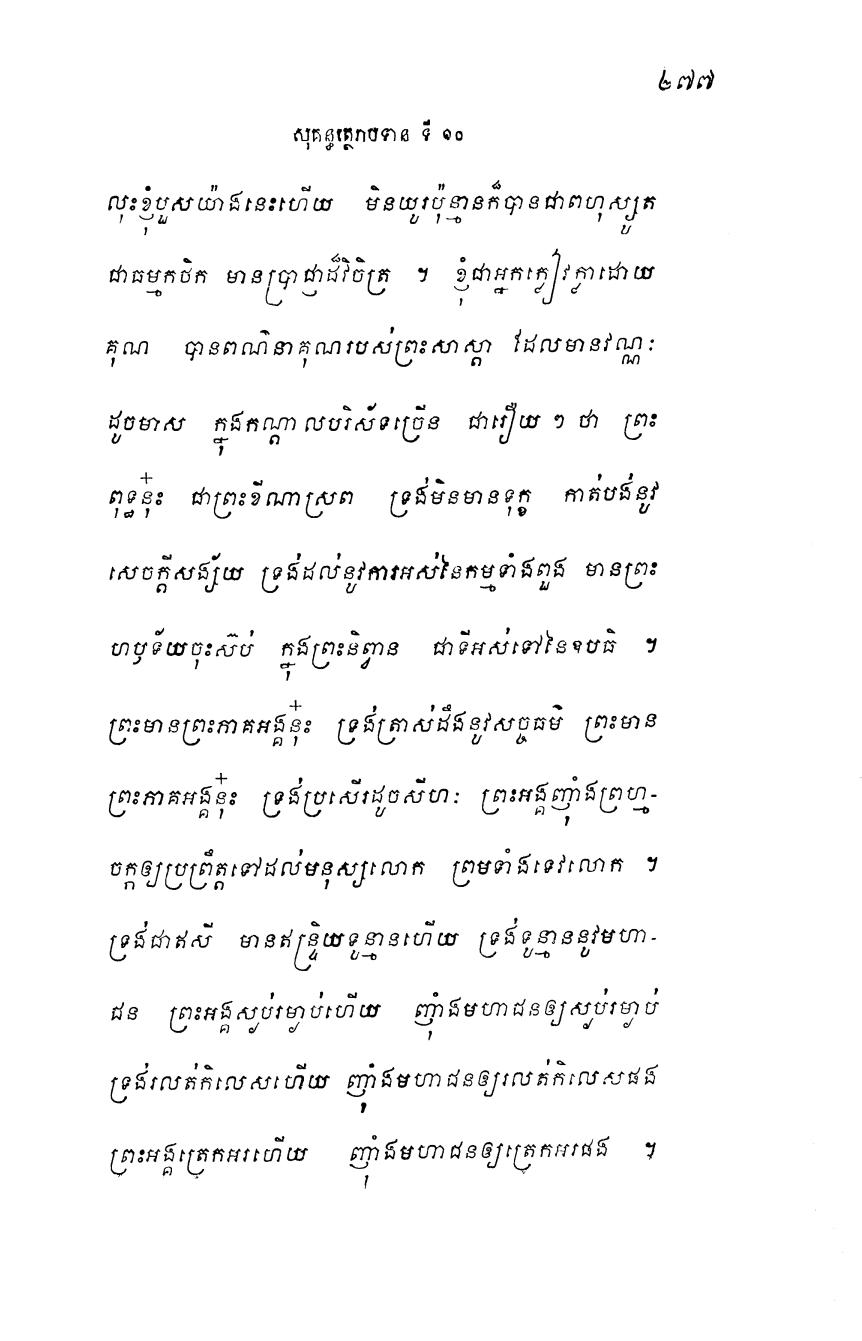 ២៧៧
សុគន្ធត្ថេរាបទាន ទី ១០
លុះខ្ញុំបួសយ៉ាងនេះហើយ មិនយូរប៉ុន្មានក៏បានជាពហុស្សូត
ជាធម្មកថិក មានប្រាជ្ញាដ៏វិចិត្រ ។ ខ្ញុំជាអ្នកក្លៀវក្លាដោយ
គុណ បានពណ៌នាគុណរបស់ព្រះសាស្តា ដែលមានវណ្ណៈ
ដូចមាស ក្នុងកណ្តាលបរិស័ទច្រើន ជារឿយ ៗ ថា ព្រះ
ពុទ្ធនុ៎ះ ជាព្រះខីណាស្រព ទ្រង់មិនមានទុក្ខ កាត់បង់នូវ
សេចក្តីសង្ស័យ ទ្រង់ដល់នូវការអស់នៃកម្មទាំងពួង មានព្រះ
ហឫទ័យចុះស៊ប់ ក្នុងព្រះនិព្វាន ជាទីអស់ទៅនៃឧបធិ ។
ព្រះមានព្រះភាគអង្គនុ៎ះ ទ្រង់ត្រាស់ដឹងនូវសច្ចធម៌ ព្រះមាន
ព្រះភាគអង្គនុ៎ះ ទ្រង់ប្រសើរដូចសីហៈ ព្រះអង្គញុំាងព្រហ្ម-
ចក្កឲ្យប្រព្រឹត្តទៅដល់មនុស្សលោក ព្រមទាំងទេវលោក ។
ទ្រង់ជាឥសី មានឥន្ទ្រិយទូន្មានហើយ ទ្រង់ទូន្មាននូវមហា-
ជន ព្រះអង្គស្ងប់រម្ងាប់ហើយ ញុំាងមហាជនឲ្យស្ងប់រម្ងាប់
ទ្រង់រលត់កិលេសហើយ ញុំាងមហាជនឲ្យរលត់កិលេសផង
ព្រះអង្គត្រេកអរហើយ ញុំាងមហាជនឲ្យត្រេកអរផង ។